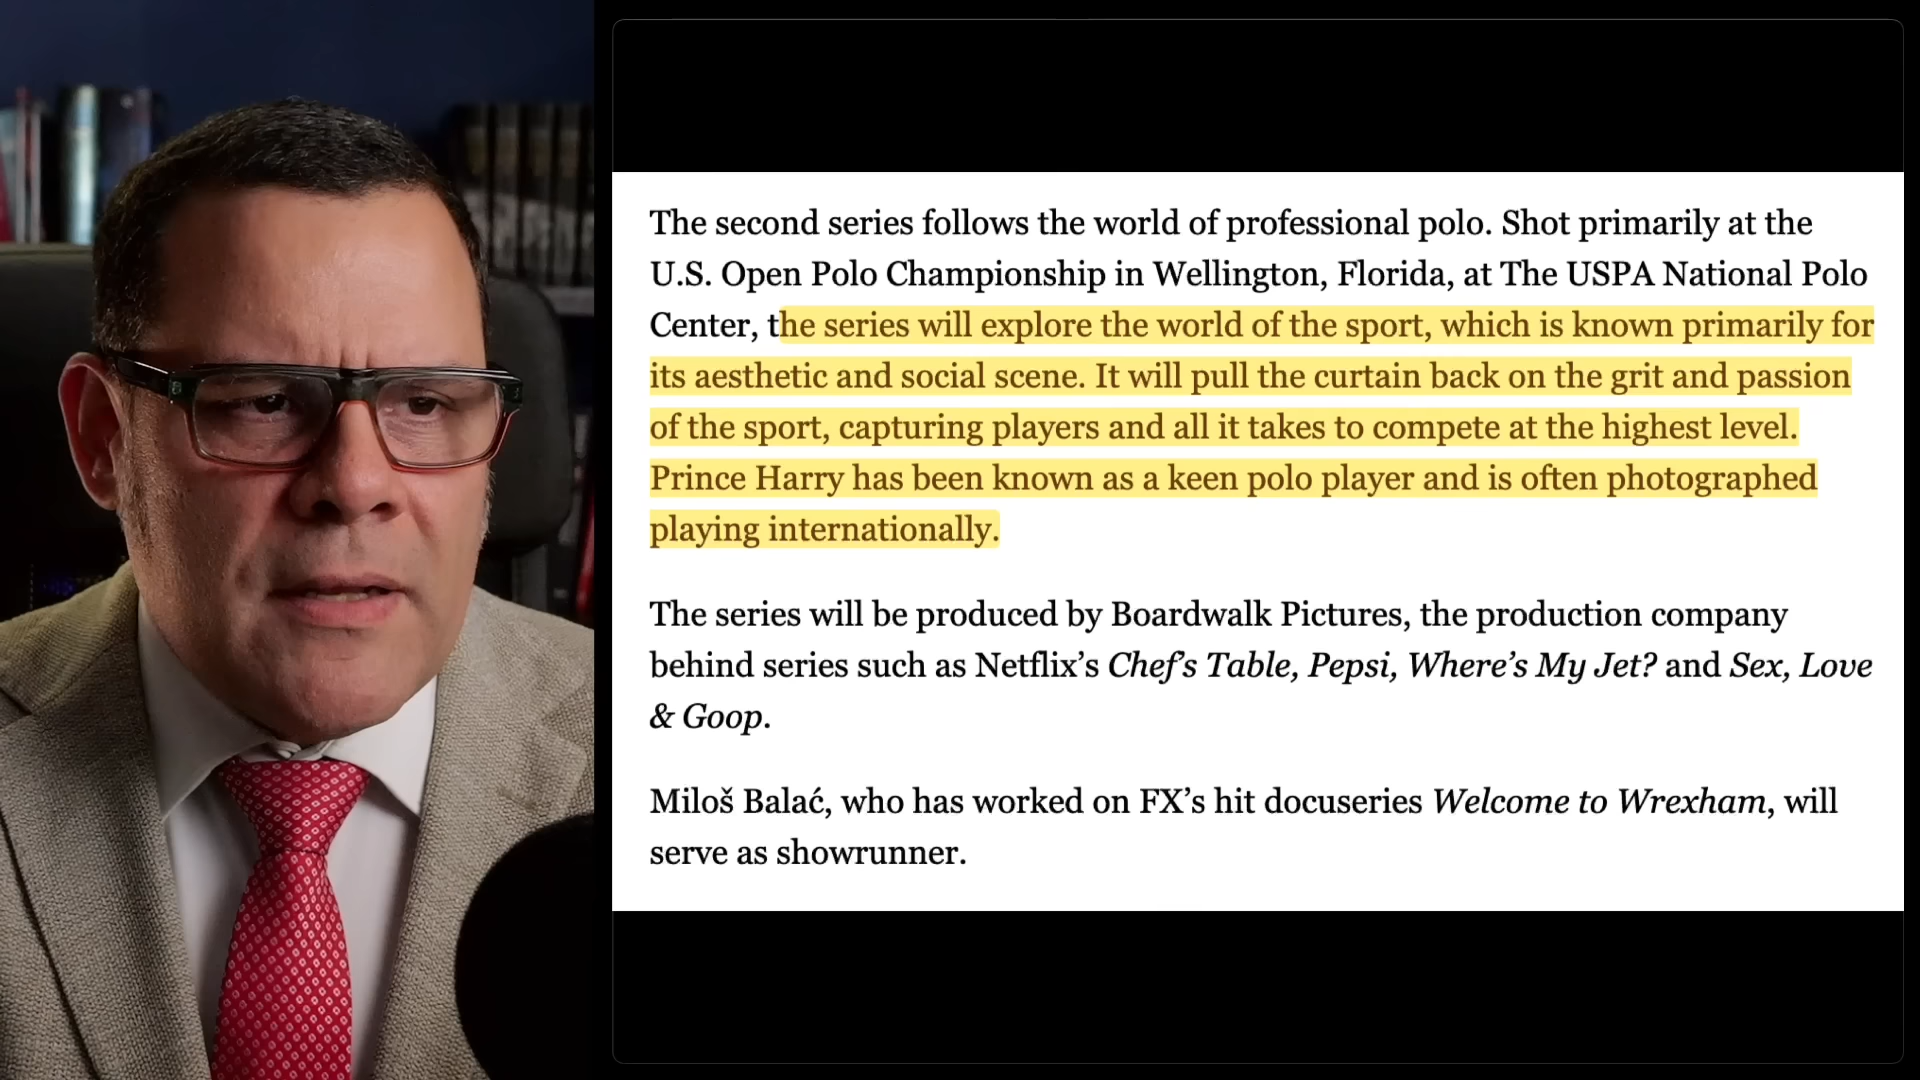 The second series follows the world of professional polo. Shot primarily at the
U.S. Open Polo Championship in Wellington, Florida, at The USPA National Polo
Center, the series will explore the world of the sport, which is known primarily for
its aesthetic and social scene. It will pull the curtain back on the grit and passion
of the sport, capturing players and all it takes to compete at the highest level.
Prince Harry has been known as a keen polo player and is often photographed
playing internationally.
The series will be produced by Boardwalk Pictures, the production company
behind series such as Netflix’s Chef’s Table, Pepsi, Where’s My Jet? and Sex, Love
& Goop.
Miloš Balać, who has worked on FX’s hit docuseries Welcome to Wrexham, will
serve as showrunner.